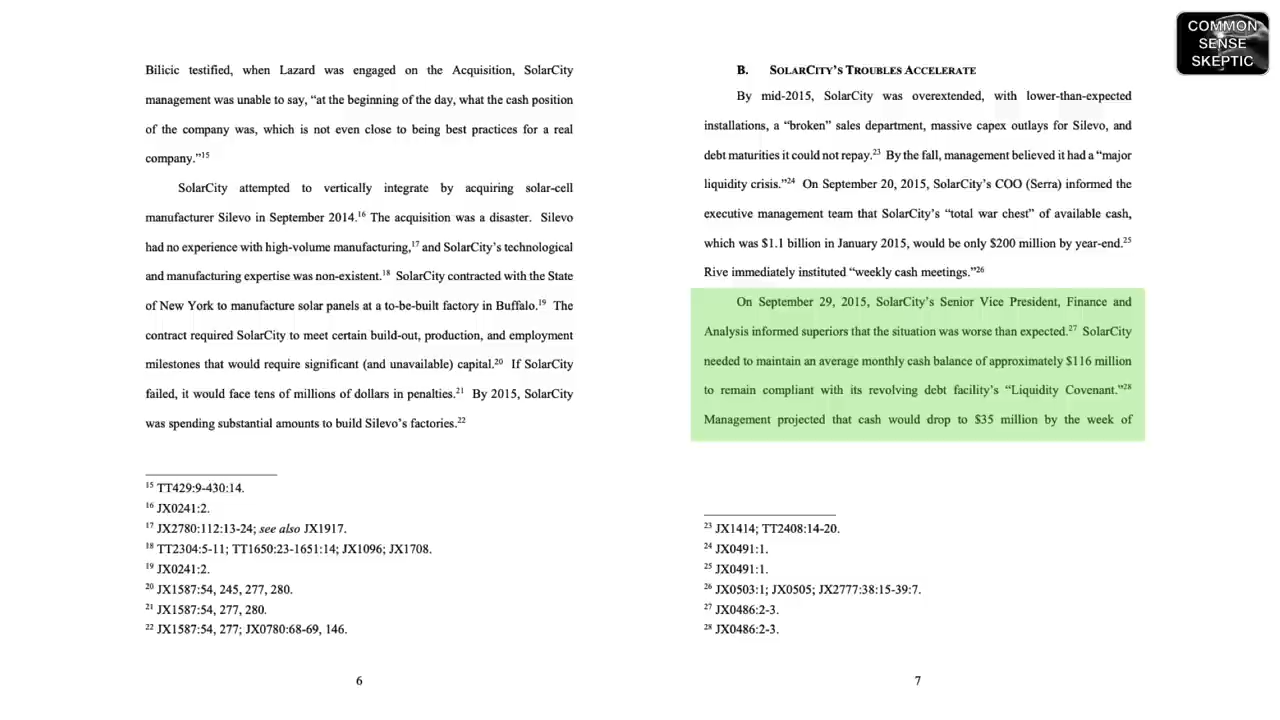 COMMON
SENSE
SKEPTIC
Bilicic testified, when Lazard was engaged on the Acquisition, SolarCity
management was unable to say, “at the beginning of the day, what the cash position
of the company was, which is not even close to being best practices for a real
company.”15
SolarCity attempted to vertically integrate by acquiring solar-cell
manufacturer Silevo in September 2014.16 The acquisition was a disaster. Silevo
had no experience with high-volume manufacturing,17 and SolarCity’s technological
and manufacturing expertise was non-existent.18 SolarCity contracted with the State
of New York to manufacture solar panels at a to-be-built factory in Buffalo.19 The
contract required SolarCity to meet certain build-out, production, and employment
milestones that would require significant (and unavailable) capital.20 If SolarCity
failed, it would face tens of millions of dollars in penalties.21 By 2015, SolarCity
was spending substantial amounts to build Silevo’s factories.22
15 TT429:9-430:14.
16 JX0241:2.
17 JX2780:112:13-24; see also JX1917.
18 TT2304:5-11; TT1650:23-1651:14; JX1096; JX1708.
19 JX0241:2.
20 JX1587:54, 245, 277, 280.
21 JX1587:54, 277, 280.
22 JX1587:54, 277; JX0780:68-69, 146.
6
B. SOLARCITY’S TROUBLES ACCELERATE
By mid-2015, SolarCity was overextended, with lower-than-expected
installations, a “broken” sales department, massive capex outlays for Silevo, and
debt maturities it could not repay.23 By the fall, management believed it had a “major
liquidity crisis.”24 On September 20, 2015, SolarCity’s COO (Serra) informed the
executive management team that SolarCity’s “total war chest” of available cash,
which was $1.1 billion in January 2015, would be only $200 million by year-end.25
Rive immediately instituted “weekly cash meetings.”26
On September 29, 2015, SolarCity’s Senior Vice President, Finance and
Analysis informed superiors that the situation was worse than expected.27 SolarCity
needed to maintain an average monthly cash balance of approximately $116 million
to remain compliant with its revolving debt facility’s “Liquidity Covenant.”28
Management projected that cash would drop to $35 million by the week of
23 JX1414; TT2408:14-20.
24 JX0491:1.
25 JX0491:1.
26 JX0503:1; JX0505; JX2777:38:15-39:7.
27 JX0486:2-3.
28 JX0486:2-3.
7